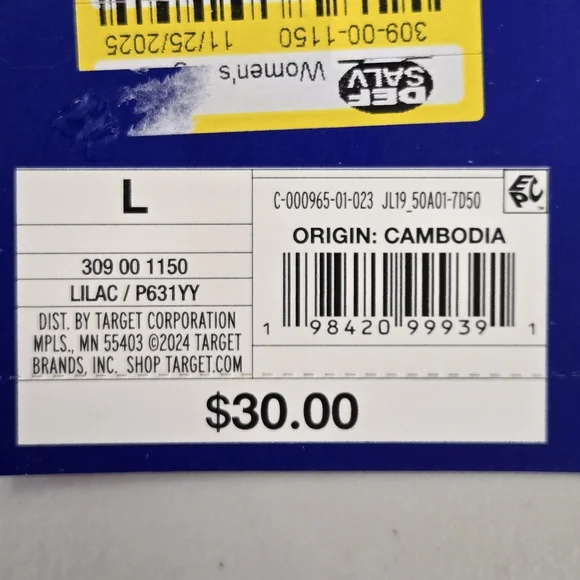 309-00-1150 11/25/2025
Women's
DEF
SALV
L
309 00 1150
LILAC / P631YY
DIST. BY TARGET CORPORATION
MPLS., MN 55403 ©2024 TARGET
BRANDS, INC. SHOP TARGET.COM
C-000965-01-023 JL19_50A01-7D50
EPC™
ORIGIN: CAMBODIA
1 98420 99939 1
$30.00